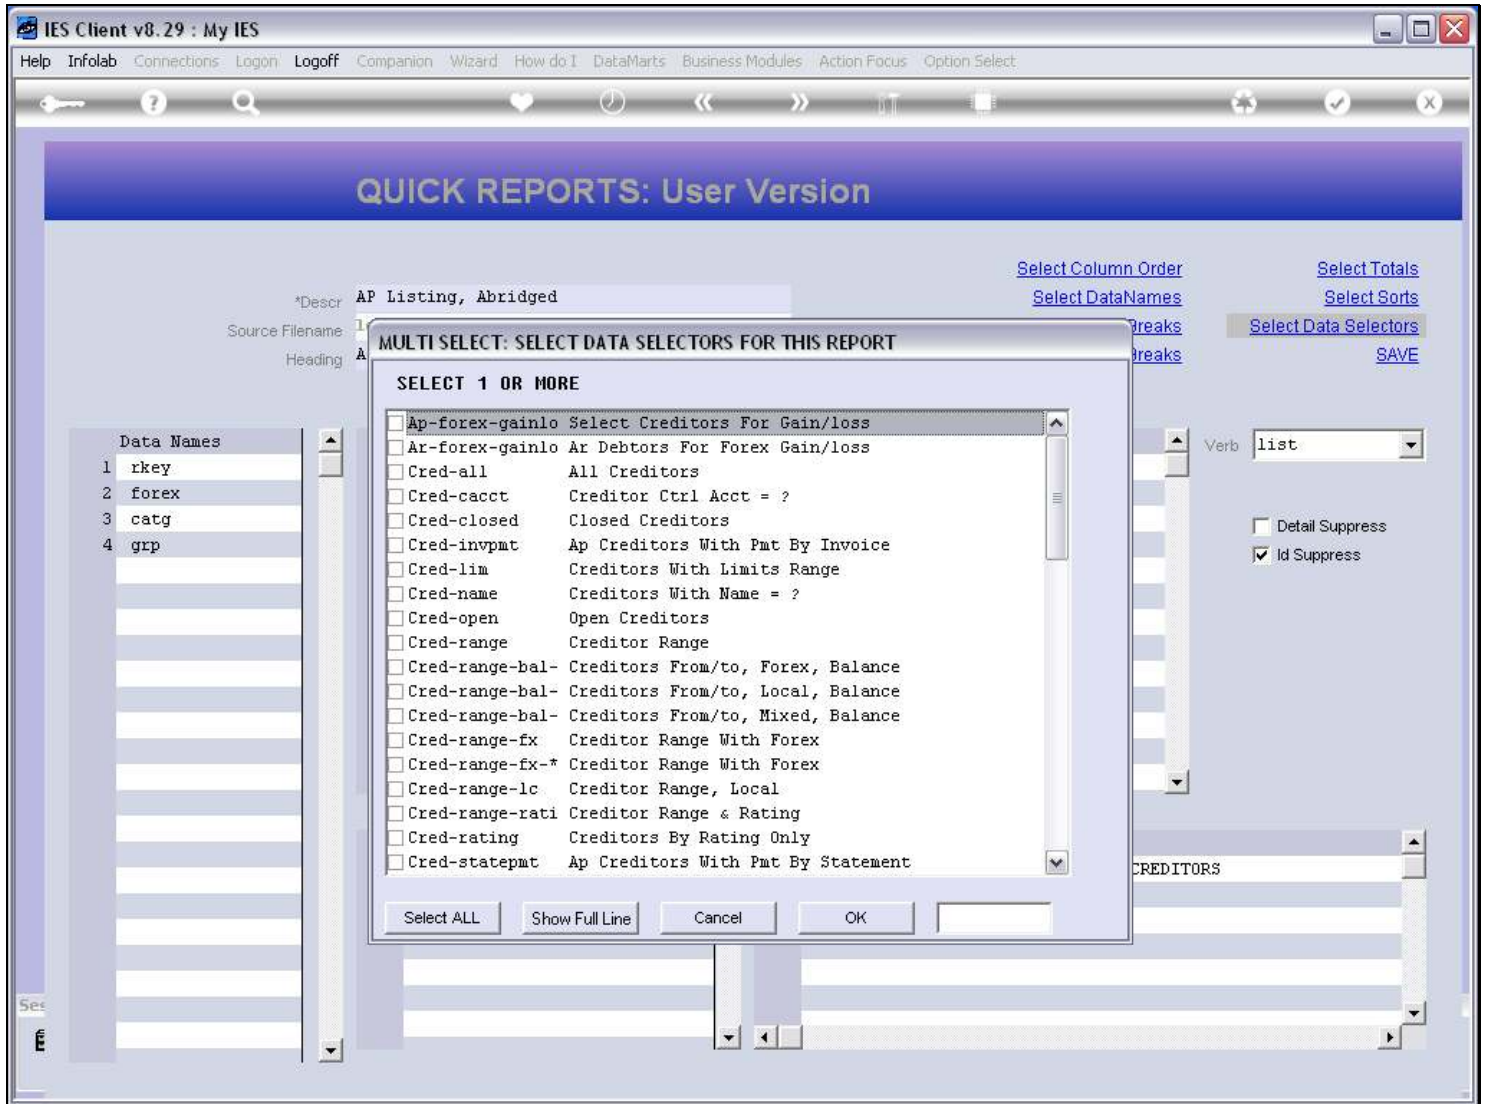 IES Client v8.29 : My IES
Help Infolab Connections Logon Logoff Companion Wizard How do I DataMarts Business Modules Action Focus Option Select
QUICK REPORTS: User Version
Select Column Order Select Totals
*Descr AP Listing, Abridged Select DataNames Select Sorts
Source Filename Breaks Select Data Selectors
Heading A Breaks SAVE
MULTI SELECT: SELECT DATA SELECTORS FOR THIS REPORT
SELECT 1 OR MORE
Ap-forex-gainlo Select Creditors For Gain/loss
Ar-forex-gainlo Ar Debtors For Forex Gain/loss
Cred-all All Creditors
Cred-cacct Creditor Ctrl Acct = ?
Cred-closed Closed Creditors
Cred-invpmt Ap Creditors With Pmt By Invoice
Cred-lim Creditors With Limits Range
Cred-name Creditors With Name = ?
Cred-open Open Creditors
Cred-range Creditor Range
Cred-range-bal- Creditors From/to, Forex, Balance
Cred-range-bal- Creditors From/to, Local, Balance
Cred-range-bal- Creditors From/to, Mixed, Balance
Cred-range-fx Creditor Range With Forex
Cred-range-fx-* Creditor Range With Forex
Cred-range-lc Creditor Range, Local
Cred-range-rati Creditor Range & Rating
Cred-rating Creditors By Rating Only
Cred-statepmt Ap Creditors With Pmt By Statement
Select ALL Show Full Line Cancel OK
Data Names
1 rkey
2 forex
3 catg
4 grp
Verb list
Detail Suppress
Id Suppress
CREDITORS
Ses